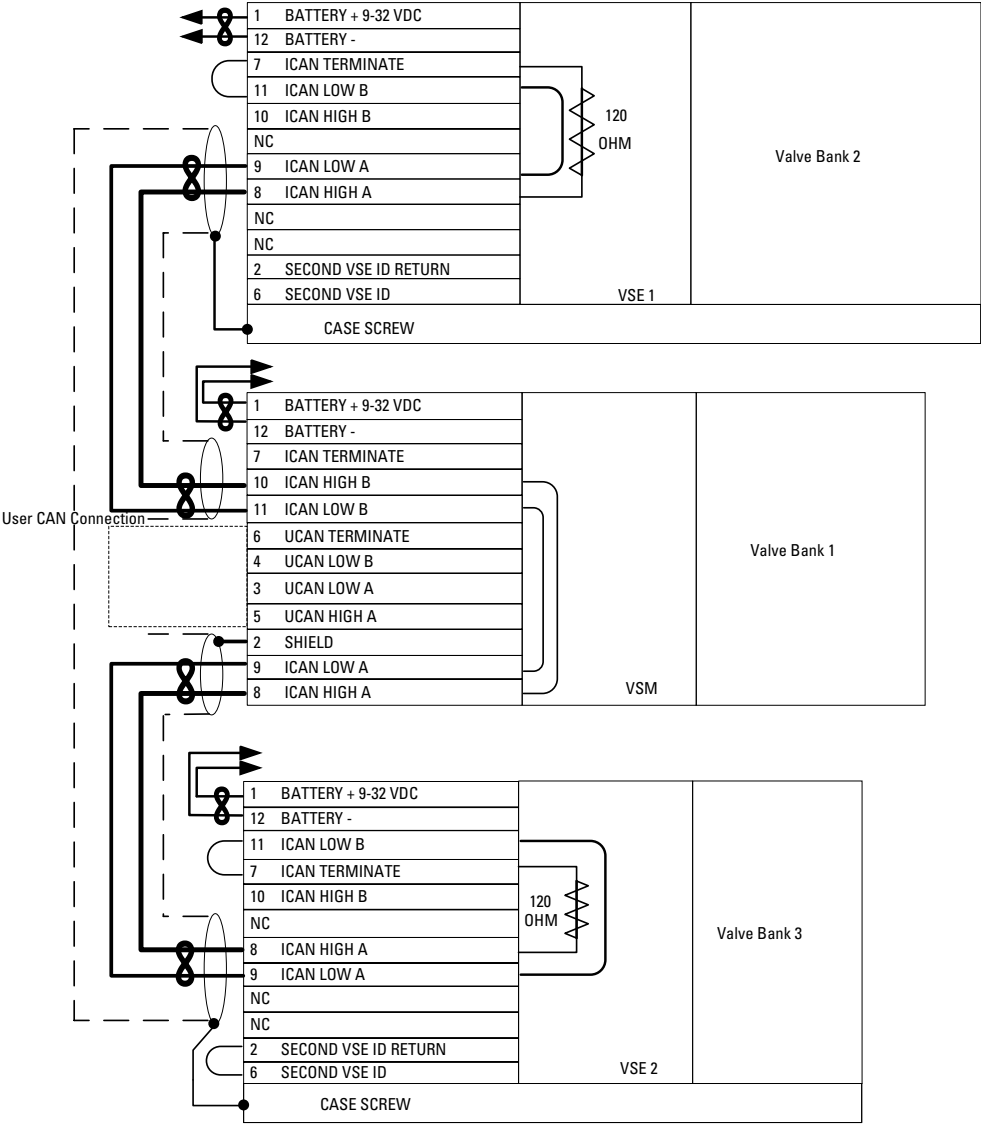 1 BATTERY + 9-32 VDC
12 BATTERY -
7 ICAN TERMINATE
11 ICAN LOW B
10 ICAN HIGH B
NC
9 ICAN LOW A
8 ICAN HIGH A
NC
NC
2 SECOND VSE ID RETURN
6 SECOND VSE ID
CASE SCREW
120
OHM
VSE 1
Valve Bank 2
1 BATTERY + 9-32 VDC
12 BATTERY -
7 ICAN TERMINATE
10 ICAN HIGH B
11 ICAN LOW B
User CAN Connection
6 UCAN TERMINATE
4 UCAN LOW B
3 UCAN LOW A
5 UCAN HIGH A
2 SHIELD
9 ICAN LOW A
8 ICAN HIGH A
VSM
Valve Bank 1
1 BATTERY + 9-32 VDC
12 BATTERY -
11 ICAN LOW B
7 ICAN TERMINATE
10 ICAN HIGH B
NC
8 ICAN HIGH A
9 ICAN LOW A
NC
NC
2 SECOND VSE ID RETURN
6 SECOND VSE ID
CASE SCREW
120
OHM
VSE 2
Valve Bank 3